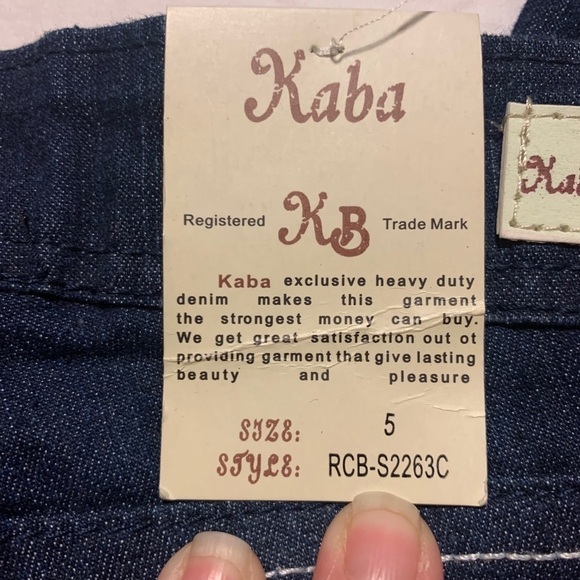 Kaba
Registered KB Trade Mark
Kaba exclusive heavy duty
denim makes this garment
the strongest money can buy.
We get great satisfaction out ot
providing garment that give lasting
beauty and pleasure
SIZE: 5
STYLE: RCB-S2263C